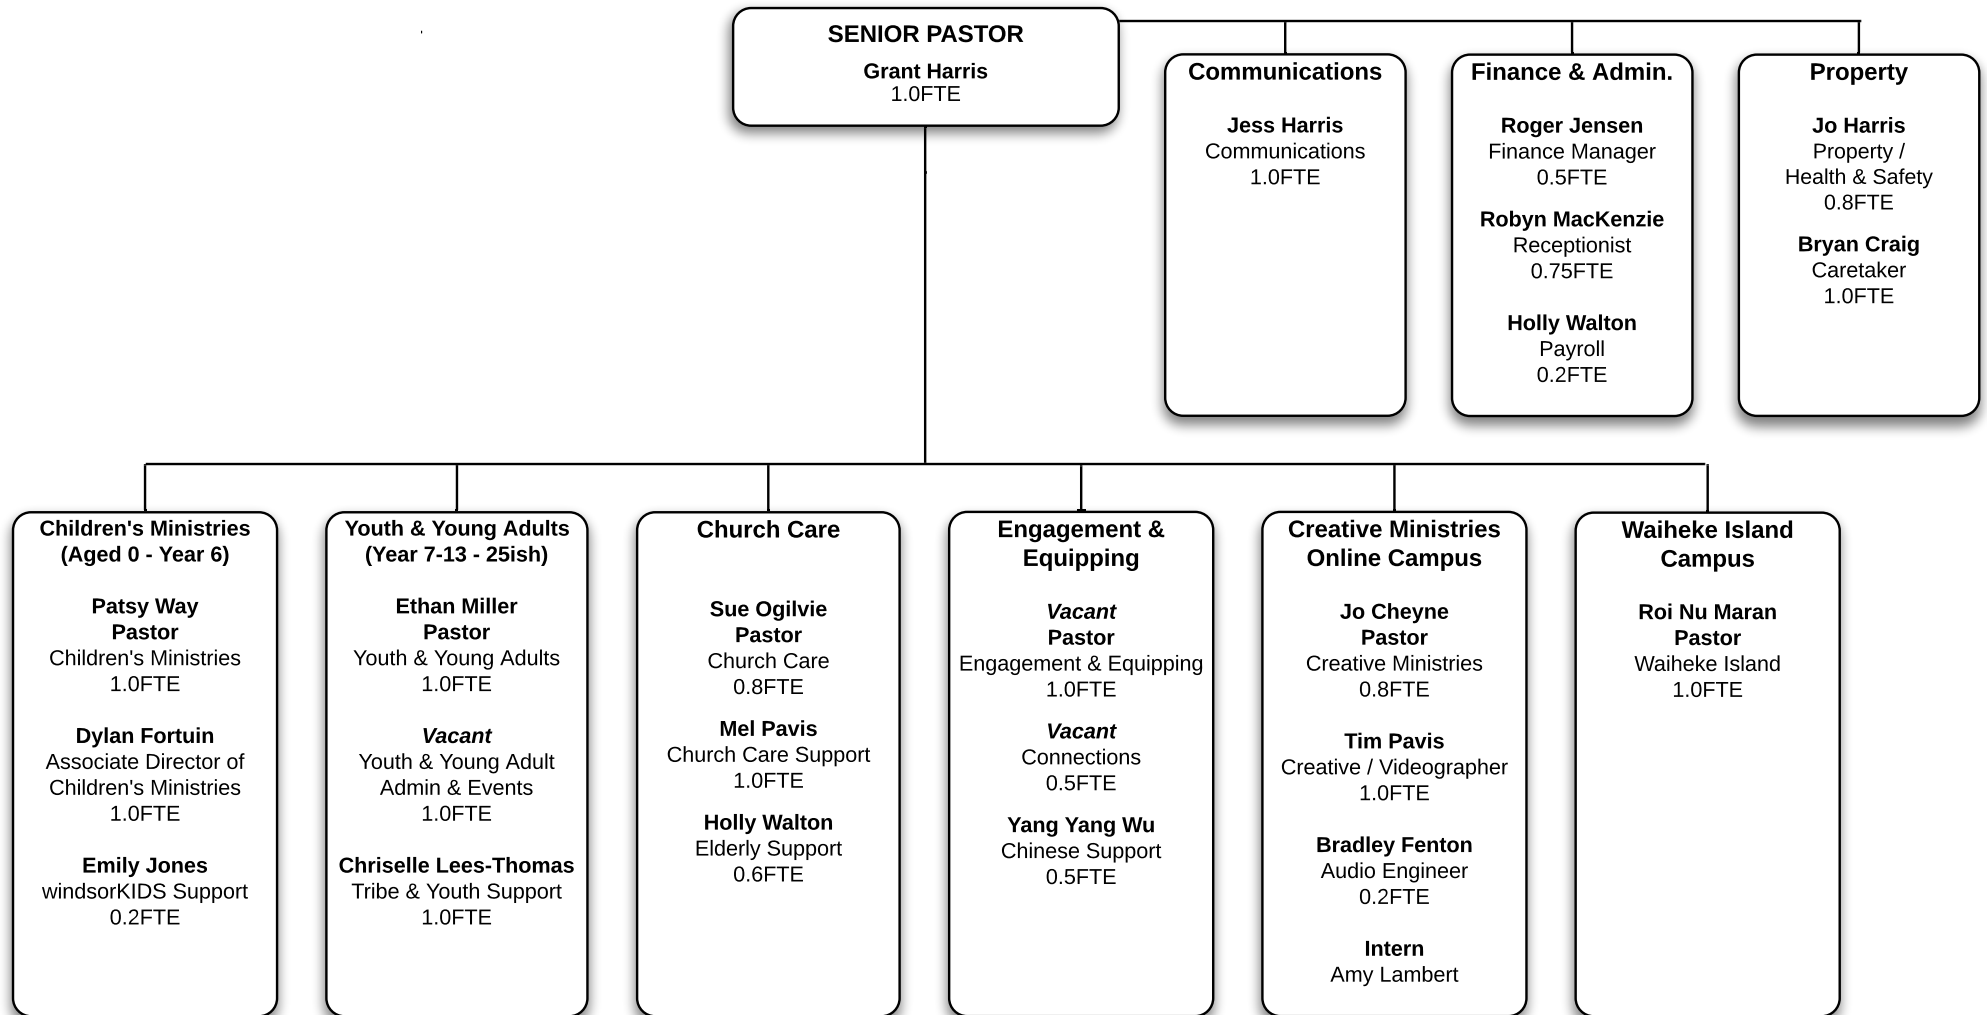 SENIOR PASTOR
Grant Harris
1.0FTE
Communications
Jess Harris
Communications
1.0FTE
Finance & Admin.
Roger Jensen
Finance Manager
0.5FTE
Robyn MacKenzie
Receptionist
0.75FTE
Holly Walton
Payroll
0.2FTE
Property
Jo Harris
Property /
Health & Safety
0.8FTE
Bryan Craig
Caretaker
1.0FTE
Children's Ministries
(Aged 0 - Year 6)
Patsy Way
Pastor
Children's Ministries
1.0FTE
Dylan Fortuin
Associate Director of
Children's Ministries
1.0FTE
Emily Jones
windsorKIDS Support
0.2FTE
Youth & Young Adults
(Year 7-13 - 25ish)
Ethan Miller
Pastor
Youth & Young Adults
1.0FTE
Vacant
Youth & Young Adult
Admin & Events
1.0FTE
Chriselle Lees-Thomas
Tribe & Youth Support
1.0FTE
Church Care
Sue Ogilvie
Pastor
Church Care
0.8FTE
Mel Pavis
Church Care Support
1.0FTE
Holly Walton
Elderly Support
0.6FTE
Engagement &
Equipping
Vacant
Pastor
Engagement & Equipping
1.0FTE
Vacant
Connections
0.5FTE
Yang Yang Wu
Chinese Support
0.5FTE
Creative Ministries
Online Campus
Jo Cheyne
Pastor
Creative Ministries
0.8FTE
Tim Pavis
Creative / Videographer
1.0FTE
Bradley Fenton
Audio Engineer
0.2FTE
Intern
Amy Lambert
Waiheke Island
Campus
Roi Nu Maran
Pastor
Waiheke Island
1.0FTE